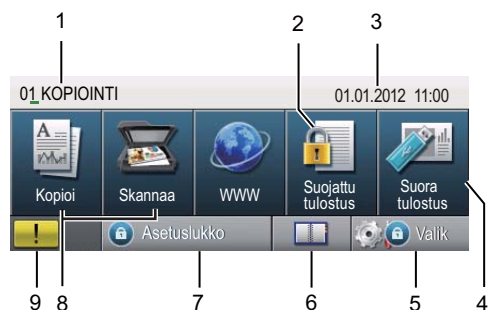 1 2 3
01 KOPIOINTI 01.01.2012 11:00
Kopioi Skannaa WWW Suojattu tulostus Suora tulostus
Asetuslukko Valik
9 8 7 6 5 4